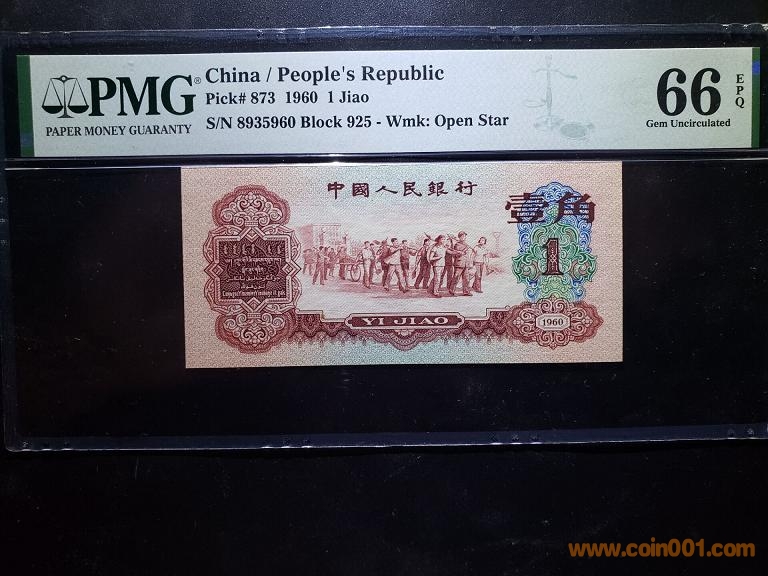 PMG®
PAPER MONEY GUARANTY
China / People's Republic
Pick# 873 1960 1 Jiao
S/N 8935960 Block 925 - Wmk: Open Star
66
EPQ
Gem Uncirculated
中國人民銀行
壹角
1
YI JIAO
1960
www.coin001.com